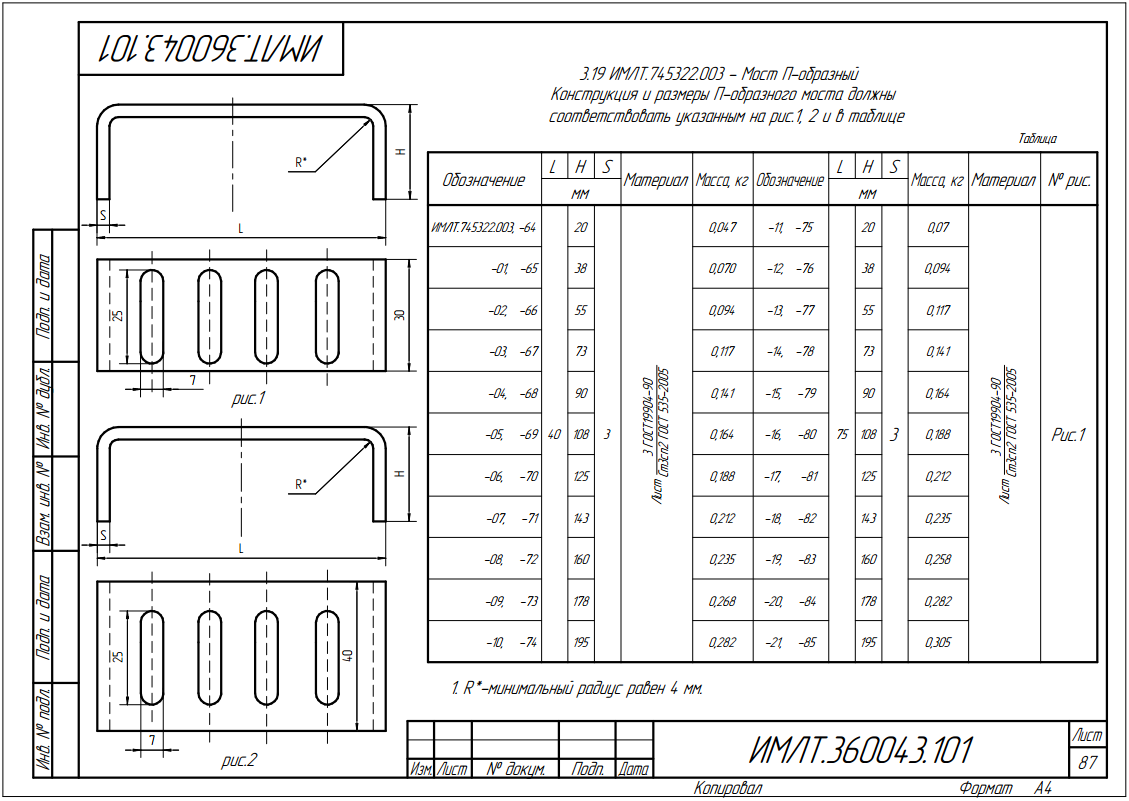 ИМЛТ.360043.101
3.19 ИМЛТ.745322.003 - Мост П-образный
Конструкция и размеры П-образного моста должны
соответствовать указанным на рис.1, 2 и в таблице
Таблица
Обозначение L H S Материал Масса, кг Обозначение L H S Масса, кг Материал № рис.
мм мм
ИМЛТ.745322.003, -64 20 0,047 -11, -75 20 0,07
-01, -65 38 0,070 -12, -76 38 0,094
-02, -66 55 0,094 -13, -77 55 0,117
-03, -67 73 0,117 -14, -78 73 0,141
-04, -68 90 0,141 -15, -79 90 0,164
-05, -69 40 108 3 0,164 -16, -80 75 108 3 0,188 Рис.1
-06, -70 125 0,188 -17, -81 125 0,212
-07, -71 143 0,212 -18, -82 143 0,235
-08, -72 160 0,235 -19, -83 160 0,258
-09, -73 178 0,268 -20, -84 178 0,282
-10, -74 195 0,282 -21, -85 195 0,305
Лист 3 ГОСТ19904-90
Ст3сп2 ГОСТ 535-2005
Лист 3 ГОСТ19904-90
Ст3сп2 ГОСТ 535-2005
R*
H
S
L
25
30
7
рис.1
R*
H
S
L
25
40
7
рис.2
1. R*-минимальный радиус равен 4 мм.
Подп. и дата
Инв. № дубл.
Взам. инв. №
Подп. и дата
Инв. № подл.
Изм. Лист № докум. Подп. Дата
ИМЛТ.360043.101
Лист
87
Копировал Формат А4